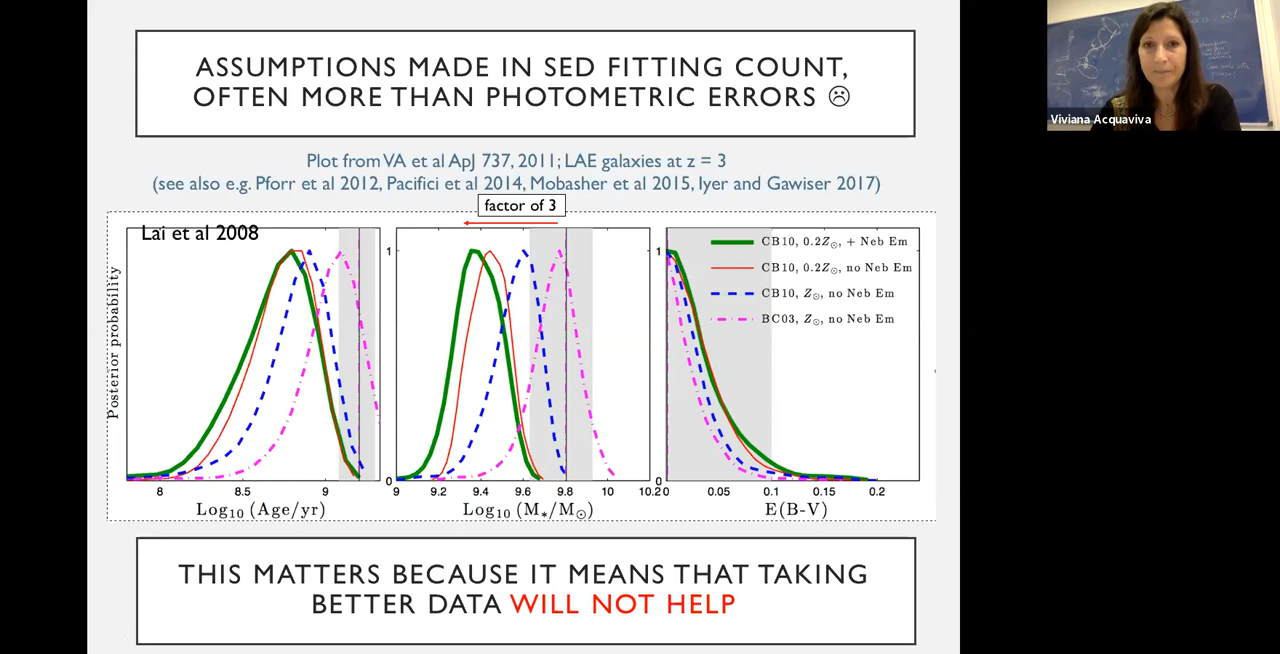 ASSUMPTIONS MADE IN SED FITTING COUNT,
OFTEN MORE THAN PHOTOMETRIC ERRORS ☹
Plot from VA et al ApJ 737, 2011; LAE galaxies at z = 3
(see also e.g. Pforr et al 2012, Pacifici et al 2014, Mobasher et al 2015, Iyer and Gawiser 2017)
factor of 3
Lai et al 2008
Posterior probability
1
0
1
0
CB10, 0.2Z☉, + Neb Em
CB10, 0.2Z☉, no Neb Em
CB10, Z☉, no Neb Em
BC03, Z☉, no Neb Em
8 8.5 9
9 9.2 9.4 9.6 9.8 10 10.2
0 0.05 0.1 0.15 0.2
Log₁₀ (Age/yr)
Log₁₀ (M*/M☉)
E(B-V)
THIS MATTERS BECAUSE IT MEANS THAT TAKING
BETTER DATA WILL NOT HELP
Viviana Acquaviva